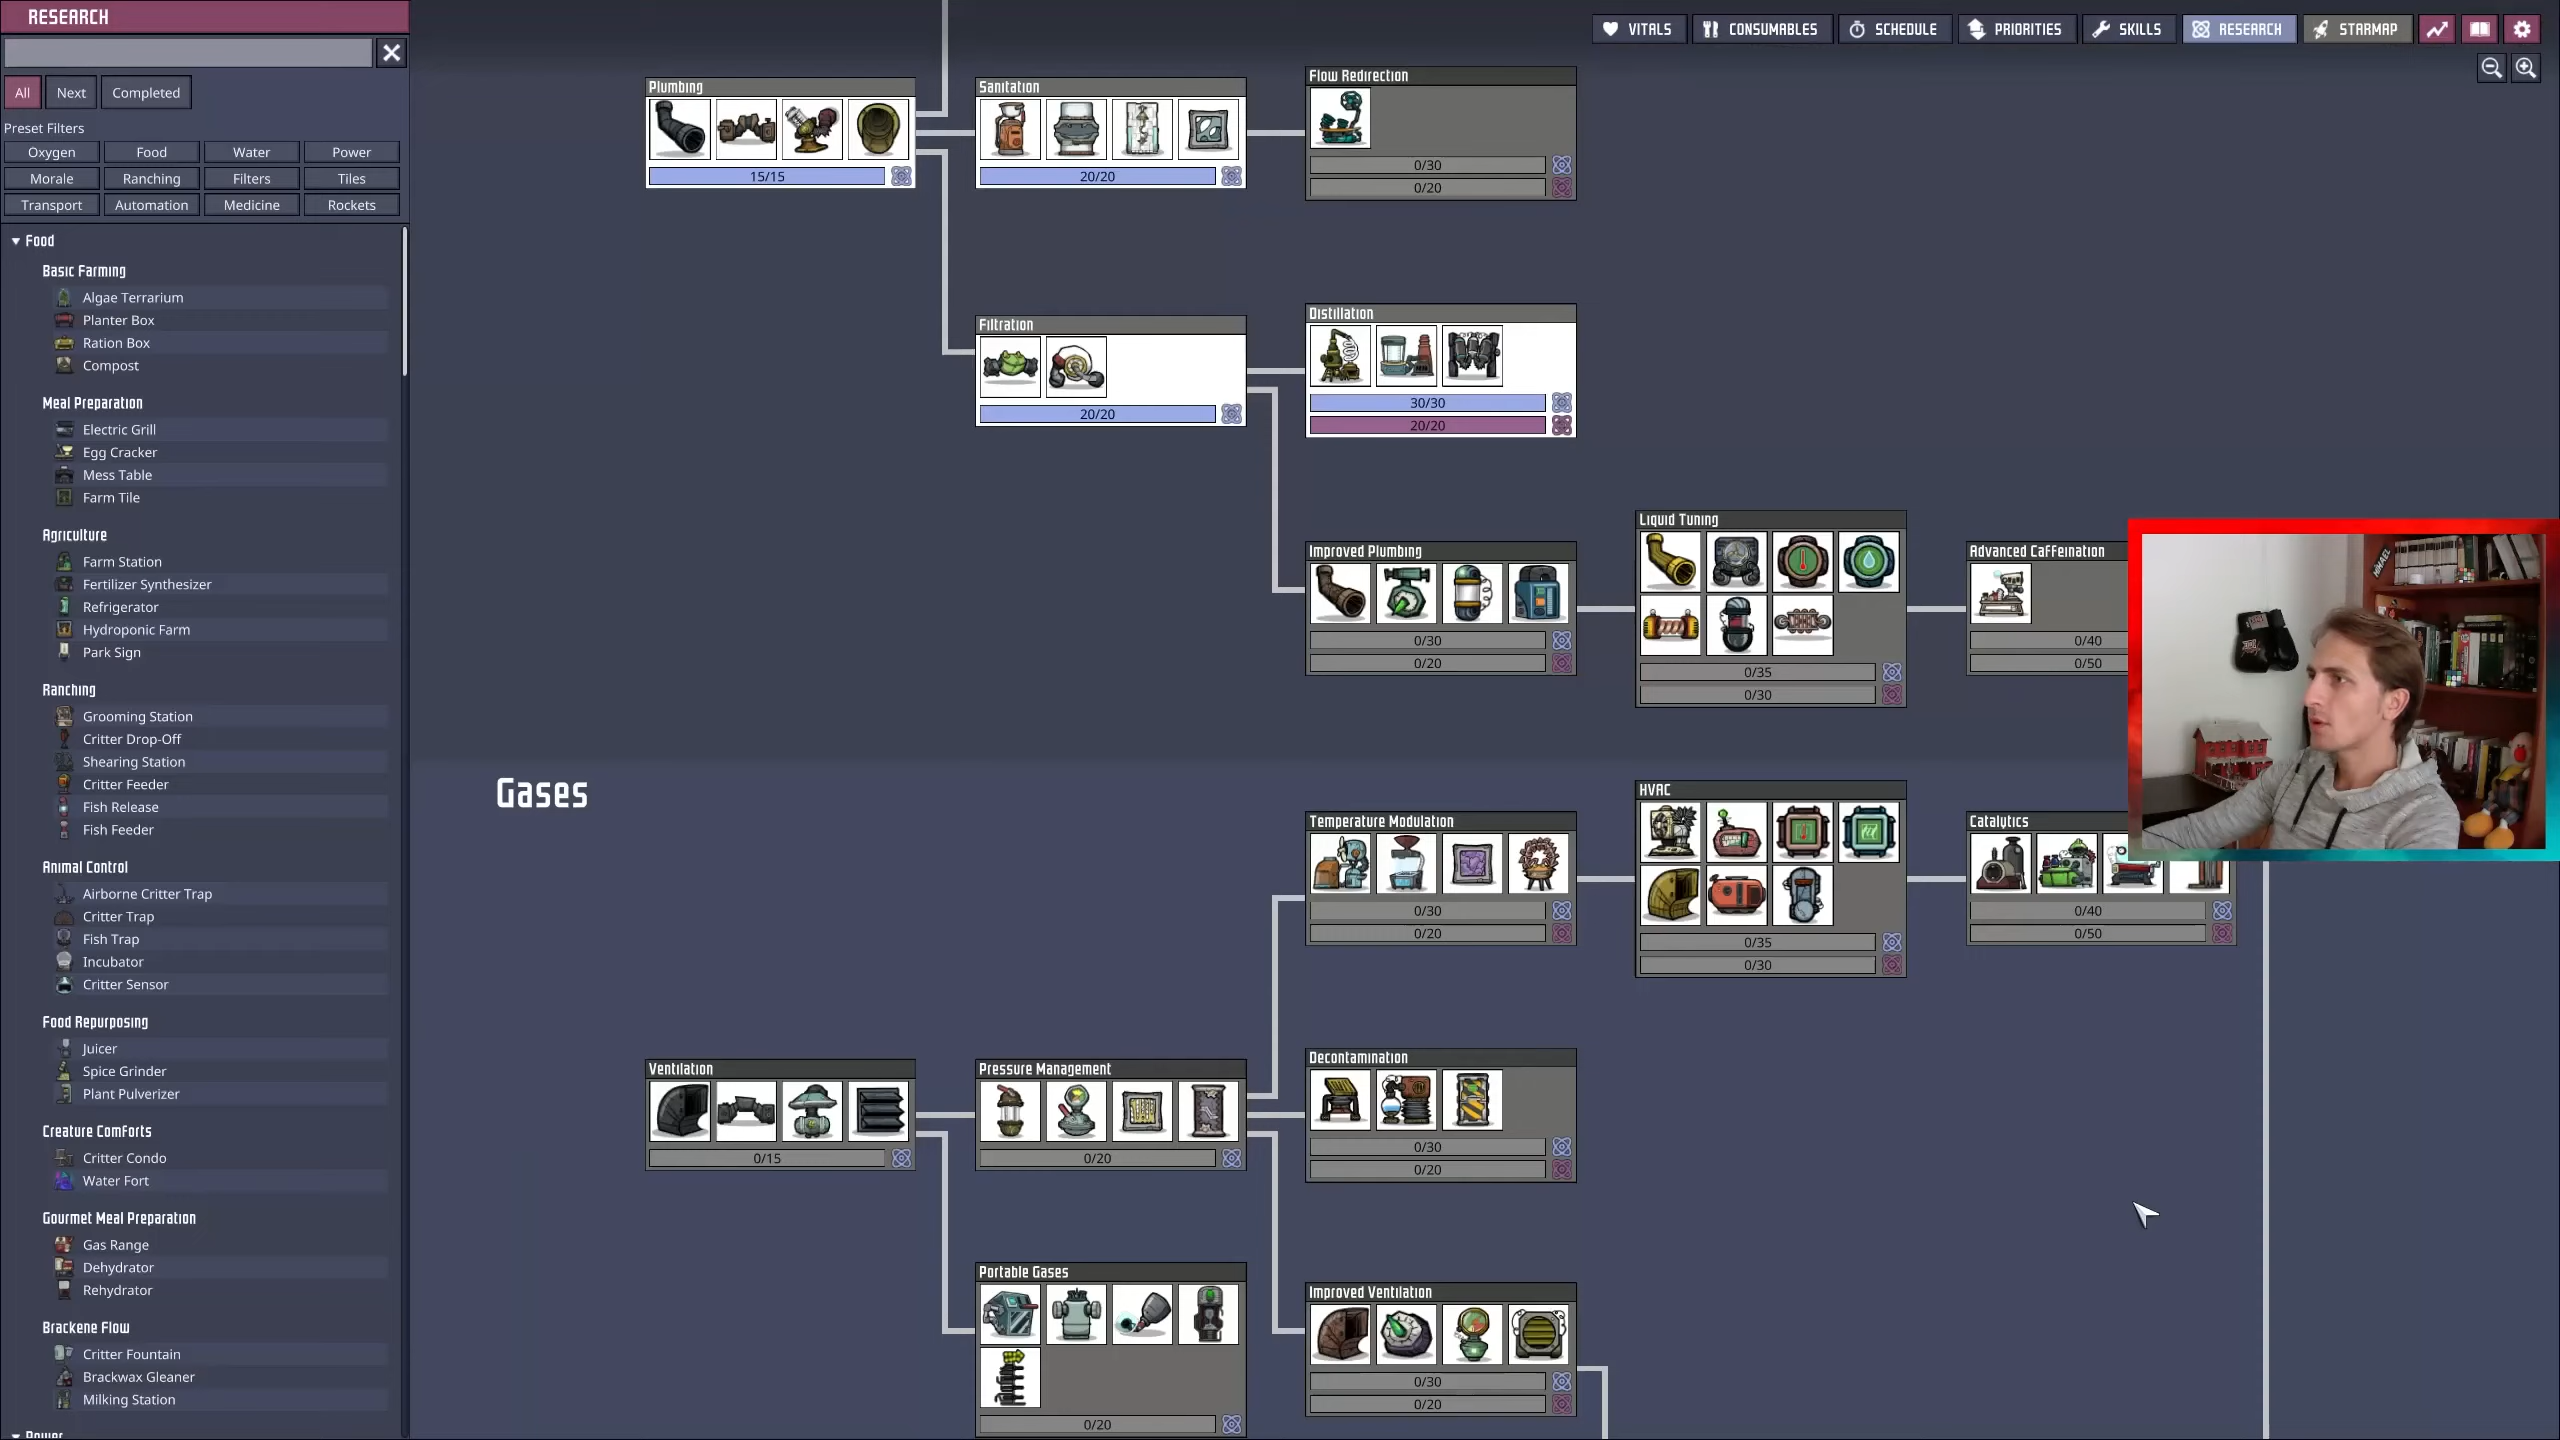 RESEARCH
VITALS
CONSUMABLES
SCHEDULE
PRIORITIES
SKILLS
RESEARCH
STARMAP
All
Next
Completed
Preset Filters
Oxygen
Food
Water
Power
Morale
Ranching
Filters
Tiles
Transport
Automation
Medicine
Rockets
Food
Basic Farming
Algae Terrarium
Planter Box
Ration Box
Compost
Meal Preparation
Electric Grill
Egg Cracker
Mess Table
Farm Tile
Agriculture
Farm Station
Fertilizer Synthesizer
Refrigerator
Hydroponic Farm
Park Sign
Ranching
Grooming Station
Critter Drop-Off
Shearing Station
Critter Feeder
Fish Release
Fish Feeder
Animal Control
Airborne Critter Trap
Critter Trap
Fish Trap
Incubator
Critter Sensor
Food Repurposing
Juicer
Spice Grinder
Plant Pulverizer
Creature Comforts
Critter Condo
Water Fort
Gourmet Meal Preparation
Gas Range
Dehydrator
Rehydrator
Brackene Flow
Critter Fountain
Brackwax Gleaner
Milking Station
Power
Plumbing
15/15
Sanitation
20/20
Flow Redirection
0/30
0/20
Filtration
20/20
Distillation
30/30
20/20
Improved Plumbing
0/30
0/20
Liquid Tuning
0/35
0/30
Advanced Caffeination
0/40
0/50
Gases
Temperature Modulation
0/30
0/20
HVAC
0/35
0/30
Catalytics
0/40
0/50
Ventilation
0/15
Pressure Management
0/20
Decontamination
0/30
0/20
Portable Gases
0/20
Improved Ventilation
0/30
0/20